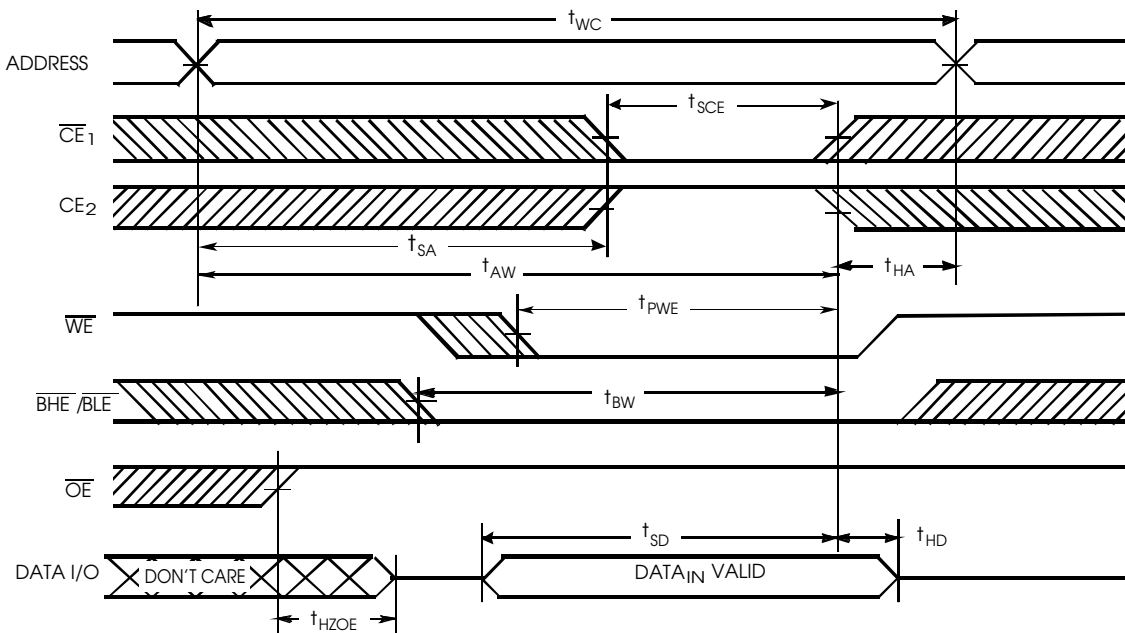 tWC
ADDRESS
tSCE
CE1
CE2
tSA
tAW
tHA
tPWE
WE
BHE /BLE
tBW
OE
tSD
tHD
DATA I/O
DON'T CARE
DATAIN VALID
tHZOE